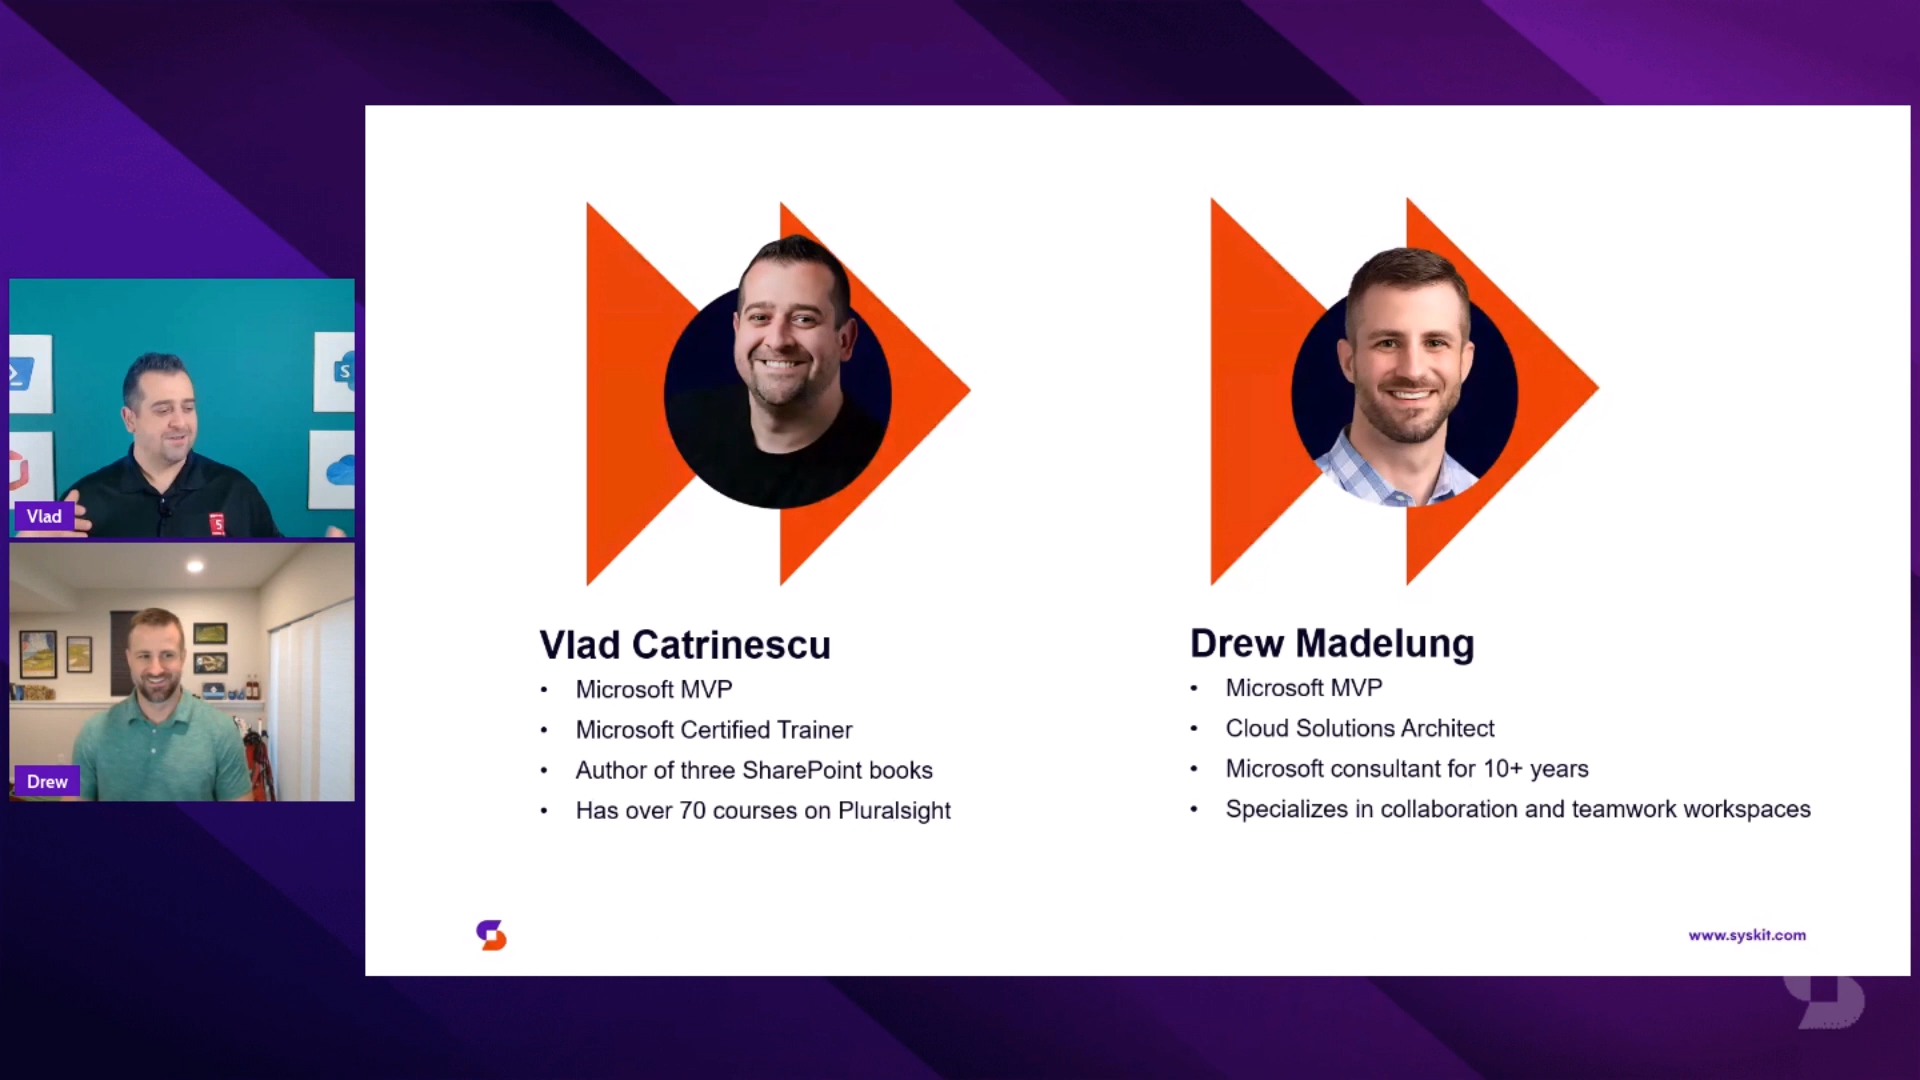 Vlad
Drew
Vlad Catrinescu
• Microsoft MVP
• Microsoft Certified Trainer
• Author of three SharePoint books
• Has over 70 courses on Pluralsight
Drew Madelung
• Microsoft MVP
• Cloud Solutions Architect
• Microsoft consultant for 10+ years
• Specializes in collaboration and teamwork workspaces
www.syskit.com